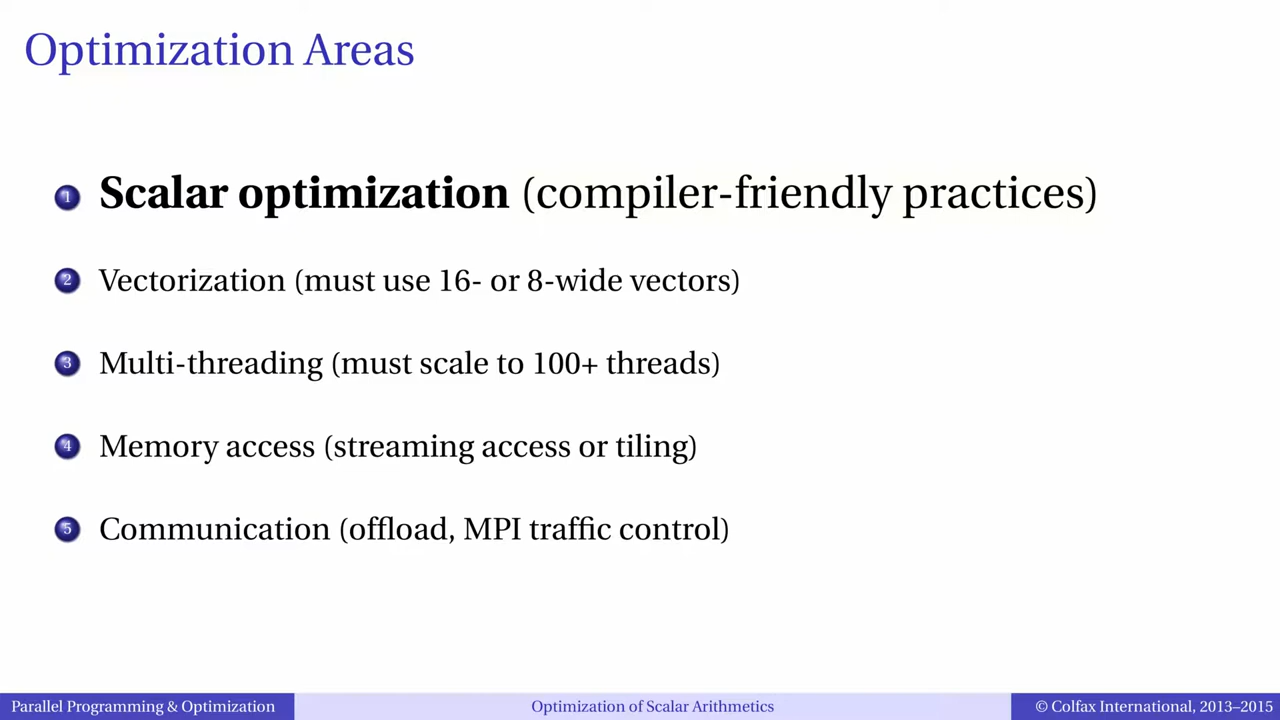 Optimization Areas
1 Scalar optimization (compiler-friendly practices)
2 Vectorization (must use 16- or 8-wide vectors)
3 Multi-threading (must scale to 100+ threads)
4 Memory access (streaming access or tiling)
5 Communication (offload, MPI traffic control)
Parallel Programming & Optimization
Optimization of Scalar Arithmetics
© Colfax International, 2013–2015